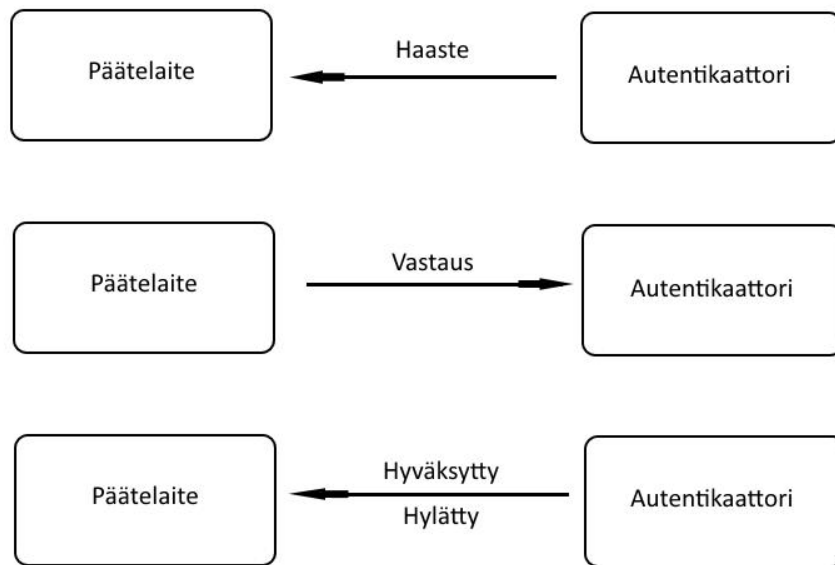 Päätelaite
Haaste
Autentikaattori
Päätelaite
Vastaus
Autentikaattori
Päätelaite
Hyväksytty
Hylätty
Autentikaattori